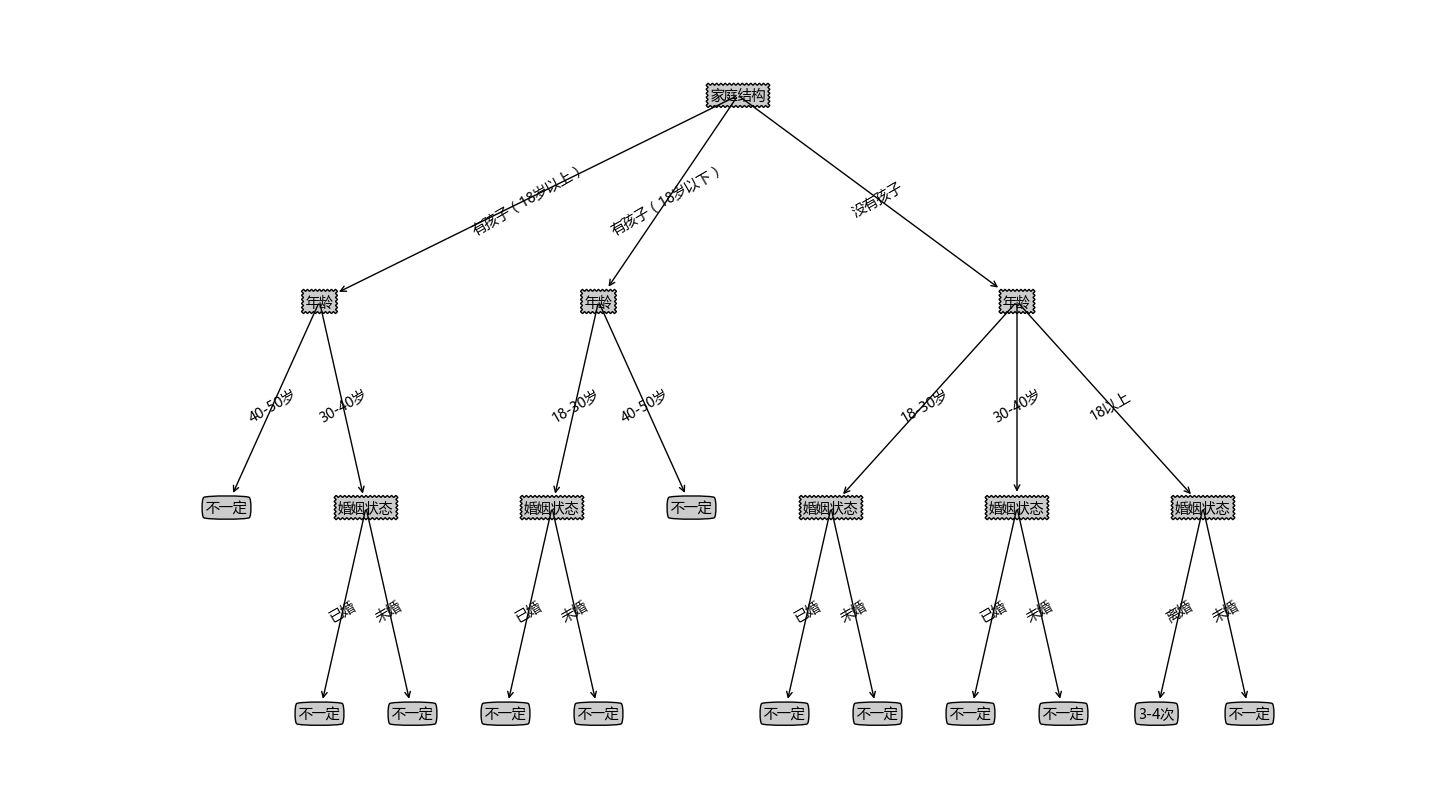 家庭结构
有孩子（18岁以上）
有孩子（18岁以下）
没有孩子
年龄
年龄
年龄
40-50岁
30-40岁
18-30岁
40-50岁
18-30岁
30-40岁
18以上
不一定
婚姻状态
婚姻状态
不一定
婚姻状态
婚姻状态
婚姻状态
已婚
未婚
已婚
未婚
已婚
未婚
已婚
未婚
离婚
未婚
不一定
不一定
不一定
不一定
不一定
不一定
不一定
不一定
3-4次
不一定